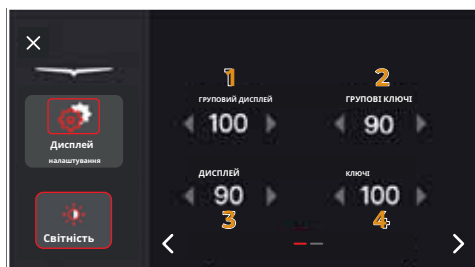 1
2
ГРУПОВИЙ ДИСПЛЕЙ
ГРУПОВІ КЛЮЧІ
100
90
Дисплей
налаштування
ДИСПЛЕЙ
КЛЮЧІ
90
100
3
4
Світність